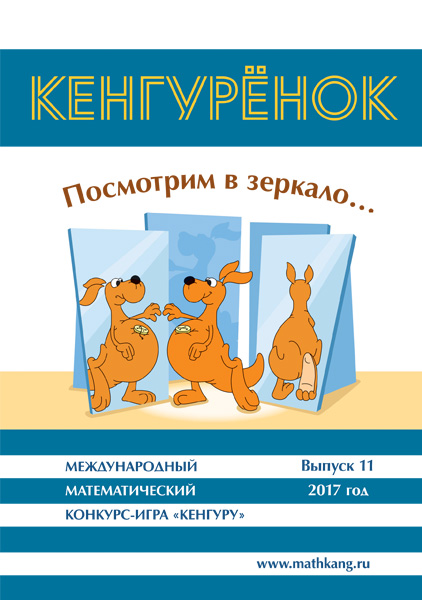 КЕНГУРЁНОК
Посмотрим в зеркало...
МЕЖДУНАРОДНЫЙ
МАТЕМАТИЧЕСКИЙ
КОНКУРС-ИГРА «КЕНГУРУ»
Выпуск 11
2017 год
www.mathkang.ru